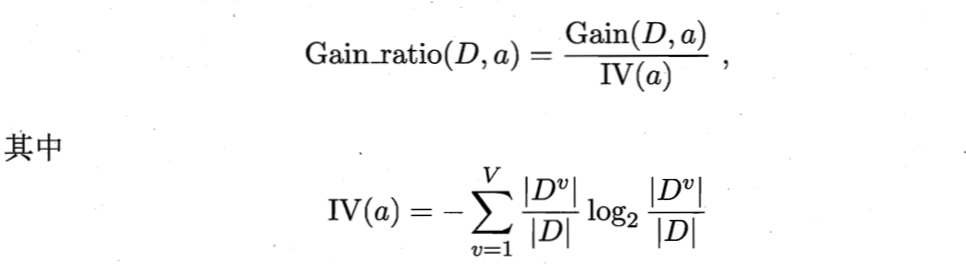 Gain_ratio(D, a) = Gain(D, a) / IV(a) ,
其中
IV(a) = − ∑_{v=1}^{V} |D^v| / |D| log₂ |D^v| / |D|